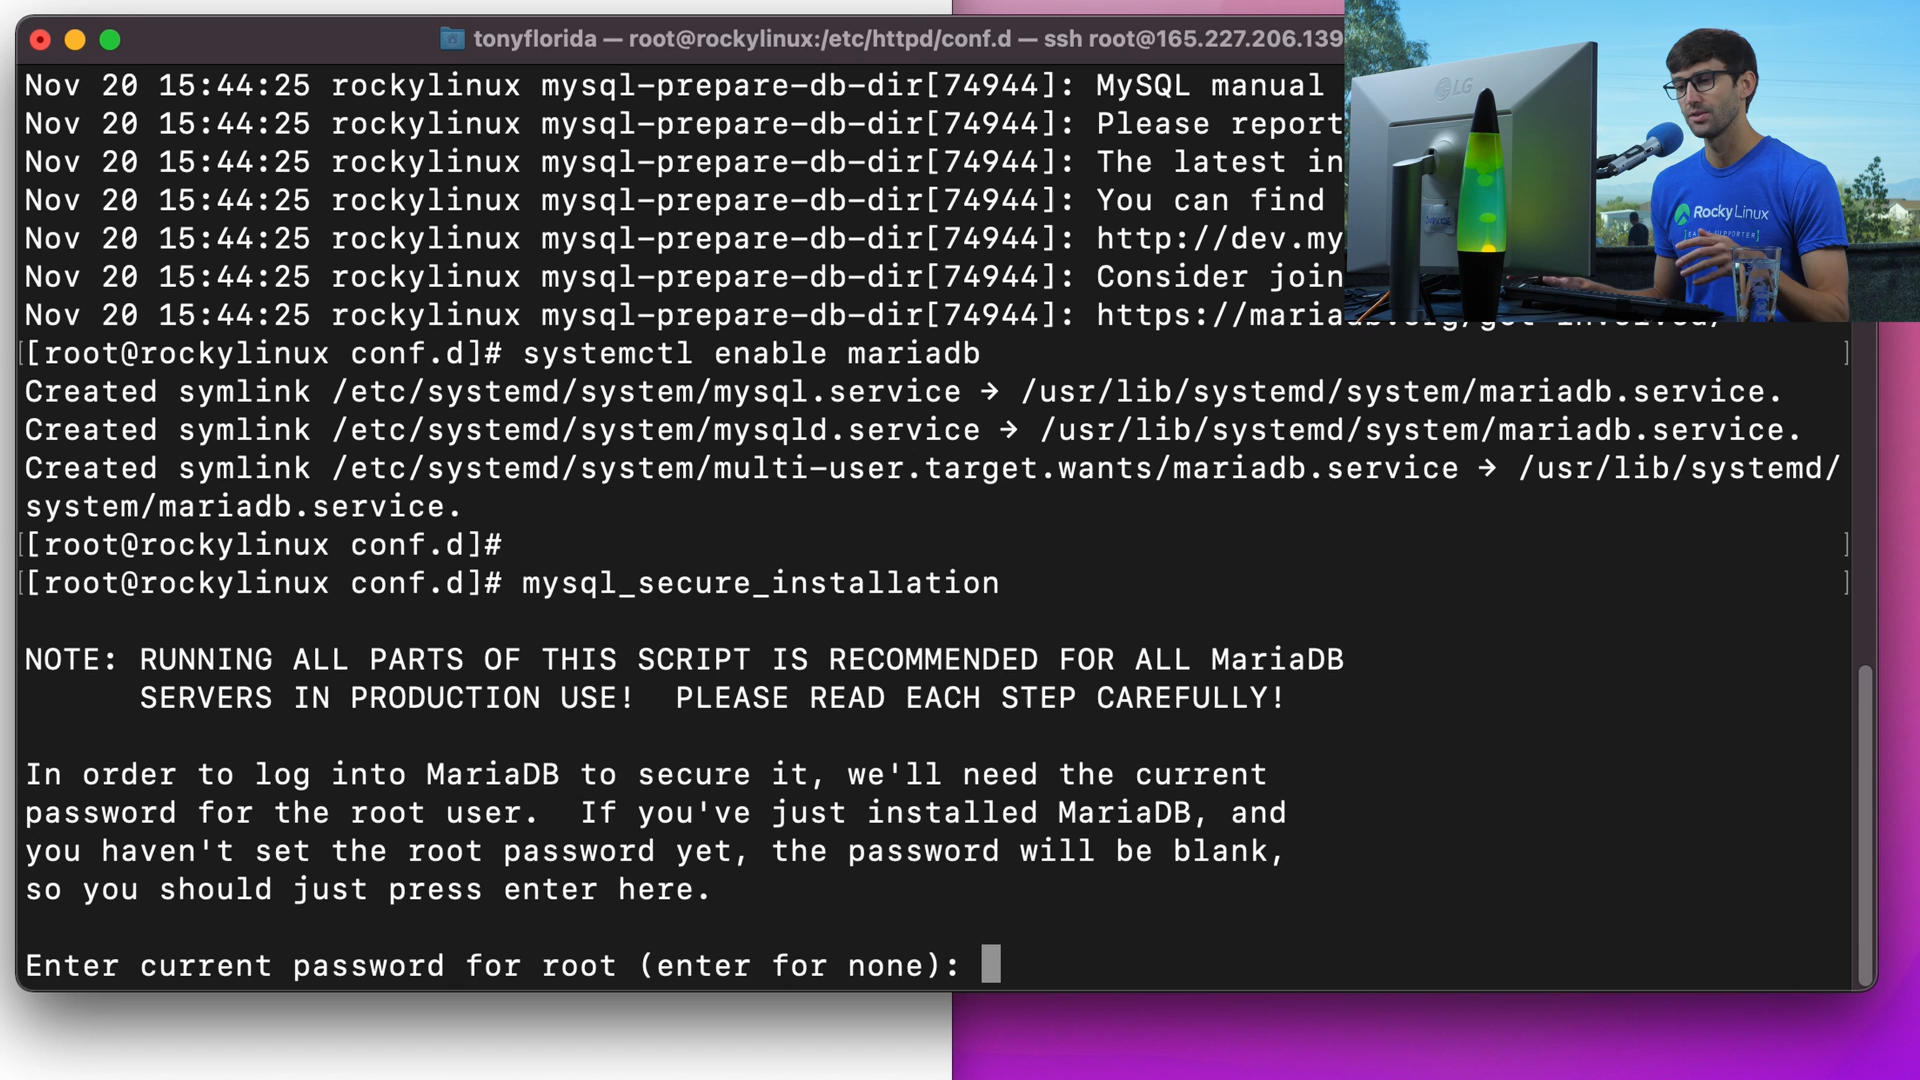 tonyflorida — root@rockylinux:/etc/httpd/conf.d — ssh root@165.227.206.139
Nov 20 15:44:25 rockylinux mysql-prepare-db-dir[74944]: MySQL manual
Nov 20 15:44:25 rockylinux mysql-prepare-db-dir[74944]: Please report
Nov 20 15:44:25 rockylinux mysql-prepare-db-dir[74944]: The latest in
Nov 20 15:44:25 rockylinux mysql-prepare-db-dir[74944]: You can find
Nov 20 15:44:25 rockylinux mysql-prepare-db-dir[74944]: http://dev.my
Nov 20 15:44:25 rockylinux mysql-prepare-db-dir[74944]: Consider join
Nov 20 15:44:25 rockylinux mysql-prepare-db-dir[74944]:
[[root@rockylinux conf.d]# systemctl enable mariadb ]
Created symlink /etc/systemd/system/mysql.service → /usr/lib/systemd/system/mariadb.service.
Created symlink /etc/systemd/system/mysqld.service → /usr/lib/systemd/system/mariadb.service.
Created symlink /etc/systemd/system/multi-user.target.wants/mariadb.service → /usr/lib/systemd/
system/mariadb.service.
[[root@rockylinux conf.d]# ]
[[root@rockylinux conf.d]# mysql_secure_installation ]
NOTE: RUNNING ALL PARTS OF THIS SCRIPT IS RECOMMENDED FOR ALL MariaDB
SERVERS IN PRODUCTION USE!  PLEASE READ EACH STEP CAREFULLY!
In order to log into MariaDB to secure it, we'll need the current
password for the root user.  If you've just installed MariaDB, and
you haven't set the root password yet, the password will be blank,
so you should just press enter here.
Enter current password for root (enter for none):
LG
Rocky Linux